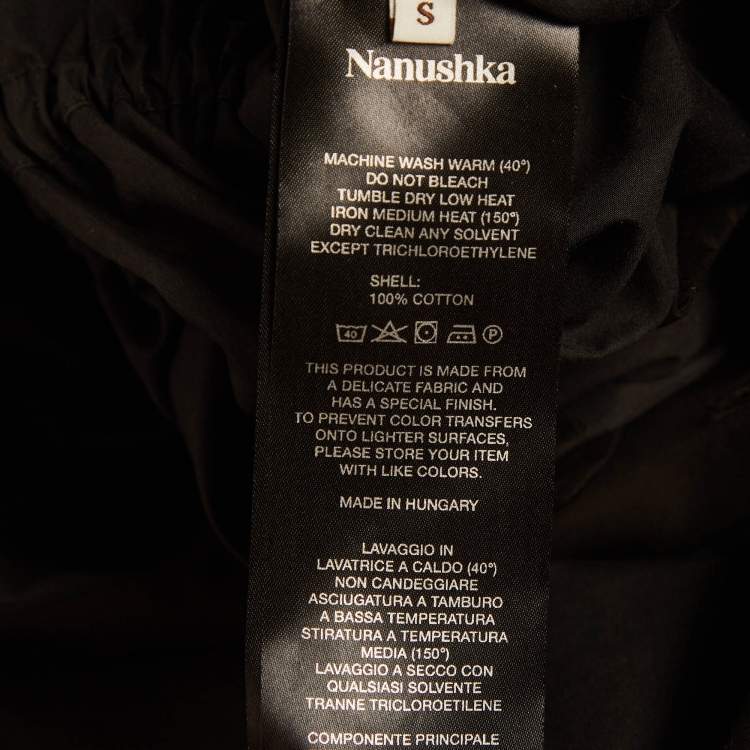 S
Nanushka
MACHINE WASH WARM (40°)
DO NOT BLEACH
TUMBLE DRY LOW HEAT
IRON MEDIUM HEAT (150°)
DRY CLEAN ANY SOLVENT
EXCEPT TRICHLOROETHYLENE
SHELL:
100% COTTON
40 P
THIS PRODUCT IS MADE FROM
A DELICATE FABRIC AND
HAS A SPECIAL FINISH.
TO PREVENT COLOR TRANSFERS
ONTO LIGHTER SURFACES,
PLEASE STORE YOUR ITEM
WITH LIKE COLORS.
MADE IN HUNGARY
LAVAGGIO IN
LAVATRICE A CALDO (40°)
NON CANDEGGIARE
ASCIUGATURA A TAMBURO
A BASSA TEMPERATURA
STIRATURA A TEMPERATURA
MEDIA (150°)
LAVAGGIO A SECCO CON
QUALSIASI SOLVENTE
TRANNE TRICLOROETILENE
COMPONENTE PRINCIPALE